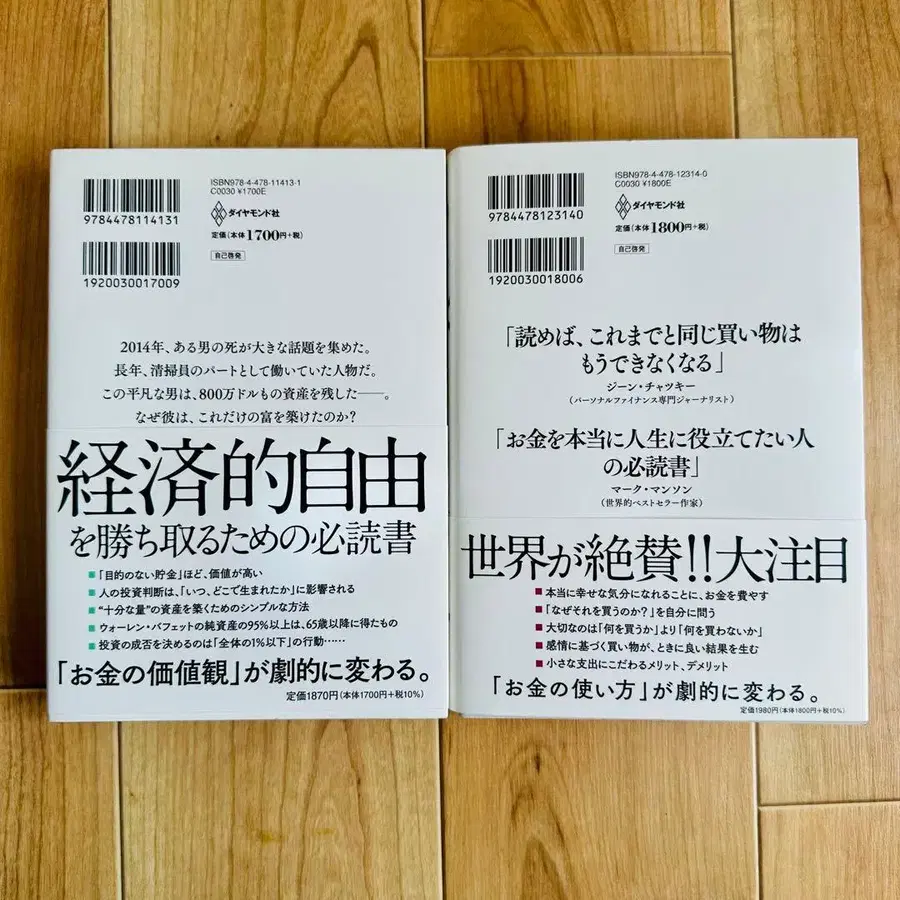 ISBN978-4-478-11413-1
C0030 ¥1700E
9784478114131
ダイヤモンド社
定価(本体1700円+税)
自己啓発
1920030017009
2014年、ある男の死が大きな話題を集めた。
長年、清掃員のパートとして働いていた人物だ。
この平凡な男は、800万ドルもの資産を残した──。
なぜ彼は、これだけの富を築けたのか?
経済的自由
を勝ち取るための必読書
■「目的のない貯金」ほど、価値が高い
■人の投資判断は、「いつ、どこで生まれたか」に影響される
■“十分な量”の資産を築くためのシンプルな方法
■ウォーレン・バフェットの純資産の95%以上は、65歳以降に得たもの
■投資の成否を決めるのは「全体の1%以下」の行動……
「お金の価値観」が劇的に変わる。
定価1870円(本体1700円+税10%)
ISBN978-4-478-12314-0
C0030 ¥1800E
9784478123140
ダイヤモンド社
定価(本体1800円+税)
自己啓発
1920030018006
「読めば、これまでと同じ買い物は
もうできなくなる」
ジーン・チャツキー
(パーソナルファイナンス専門ジャーナリスト)
「お金を本当に人生に役立てたい人
の必読書」
マーク・マンソン
(世界的ベストセラー作家)
世界が絶賛!!大注目
■本当に幸せな気分になれることに、お金を費やす
■「なぜそれを買うのか?」を自分に問う
■大切なのは「何を買うか」より「何を買わないか」
■感情に基づく買い物が、ときに良い結果を生む
■小さな支出にこだわるメリット、デメリット
「お金の使い方」が劇的に変わる。
定価1980円(本体1800円+税10%)